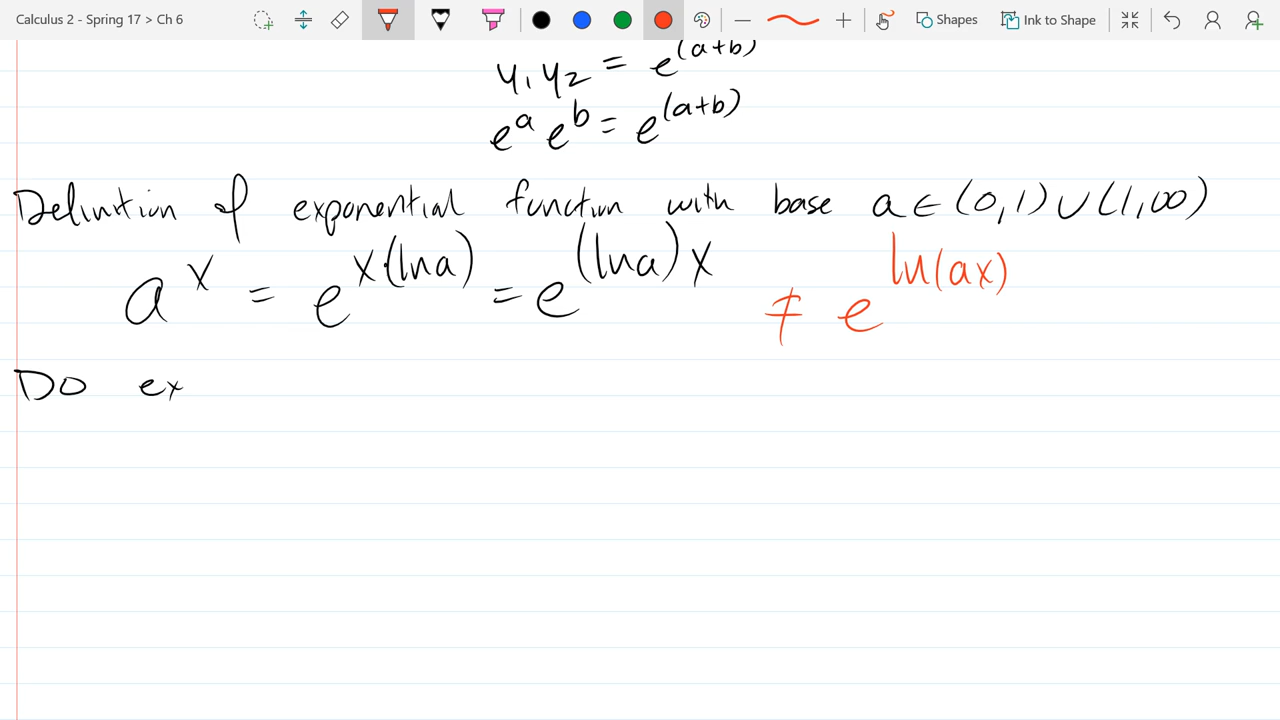 Calculus 2 - Spring 17 > Ch 6
Shapes
Ink to Shape
y₁y₂ = e^(a+b)
e^a e^b = e^(a+b)
Definition of exponential function with base a ∈ (0,1) ∪ (1,∞)
a^x = e^x·(ln a) = e^(ln a)x ≠ e^ln(ax)
Do ex